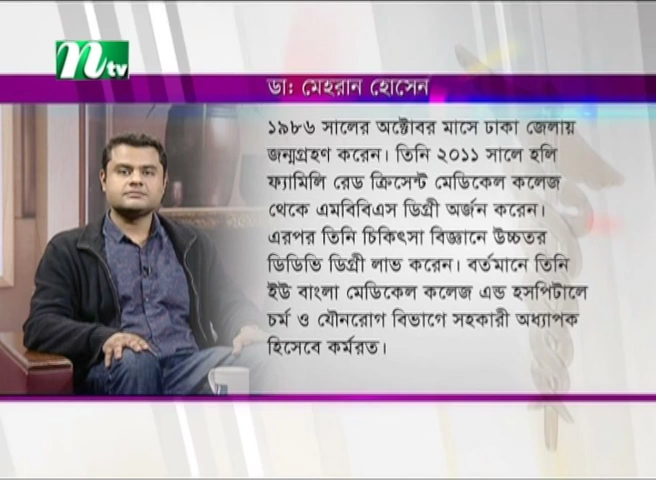 ntv
ডা: মেহরান হোসেন
১৯৮৬ সালের অক্টোবর মাসে ঢাকা জেলায়
জন্মগ্রহণ করেন। তিনি ২০১১ সালে হলি
ফ্যামিলি রেড ক্রিসেন্ট মেডিকেল কলেজ
থেকে এমবিবিএস ডিগ্রী অর্জন করেন।
এরপর তিনি চিকিৎসা বিজ্ঞানে উচ্চতর
ডিডিভি ডিগ্রী লাভ করেন। বর্তমানে তিনি
ইউ বাংলা মেডিকেল কলেজ এন্ড হসপিটালে
চর্ম ও যৌনরোগ বিভাগে সহকারী অধ্যাপক
হিসেবে কর্মরত।